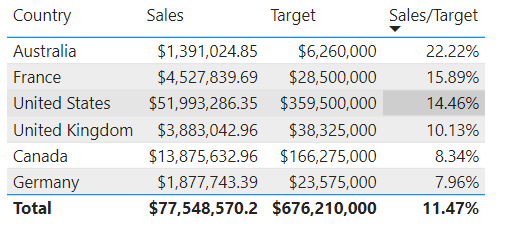 Country Sales Target Sales/Target
Australia $1,391,024.85 $6,260,000 22.22%
France $4,527,839.69 $28,500,000 15.89%
United States $51,993,286.35 $359,500,000 14.46%
United Kingdom $3,883,042.96 $38,325,000 10.13%
Canada $13,875,632.96 $166,275,000 8.34%
Germany $1,877,743.39 $23,575,000 7.96%
Total $77,548,570.2 $676,210,000 11.47%